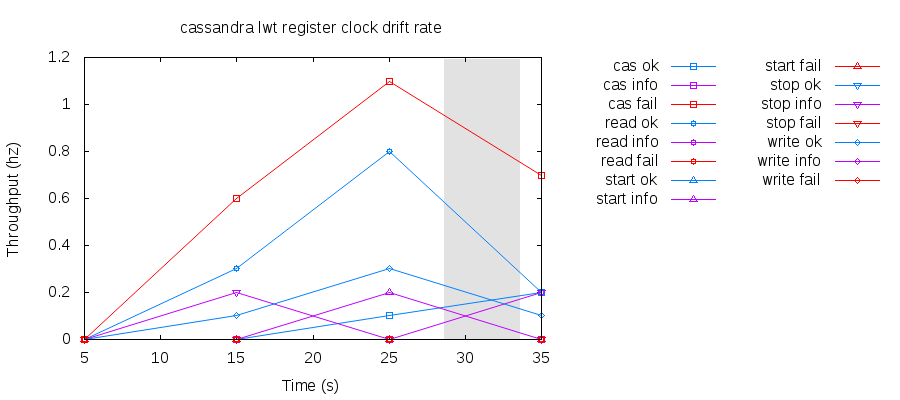 cassandra lwt register clock drift rate
Throughput (hz)
1.2
1
0.8
0.6
0.4
0.2
0
5 10 15 20 25 30 35
Time (s)
cas ok
cas info
cas fail
read ok
read info
read fail
start ok
start info
start fail
stop ok
stop info
stop fail
write ok
write info
write fail